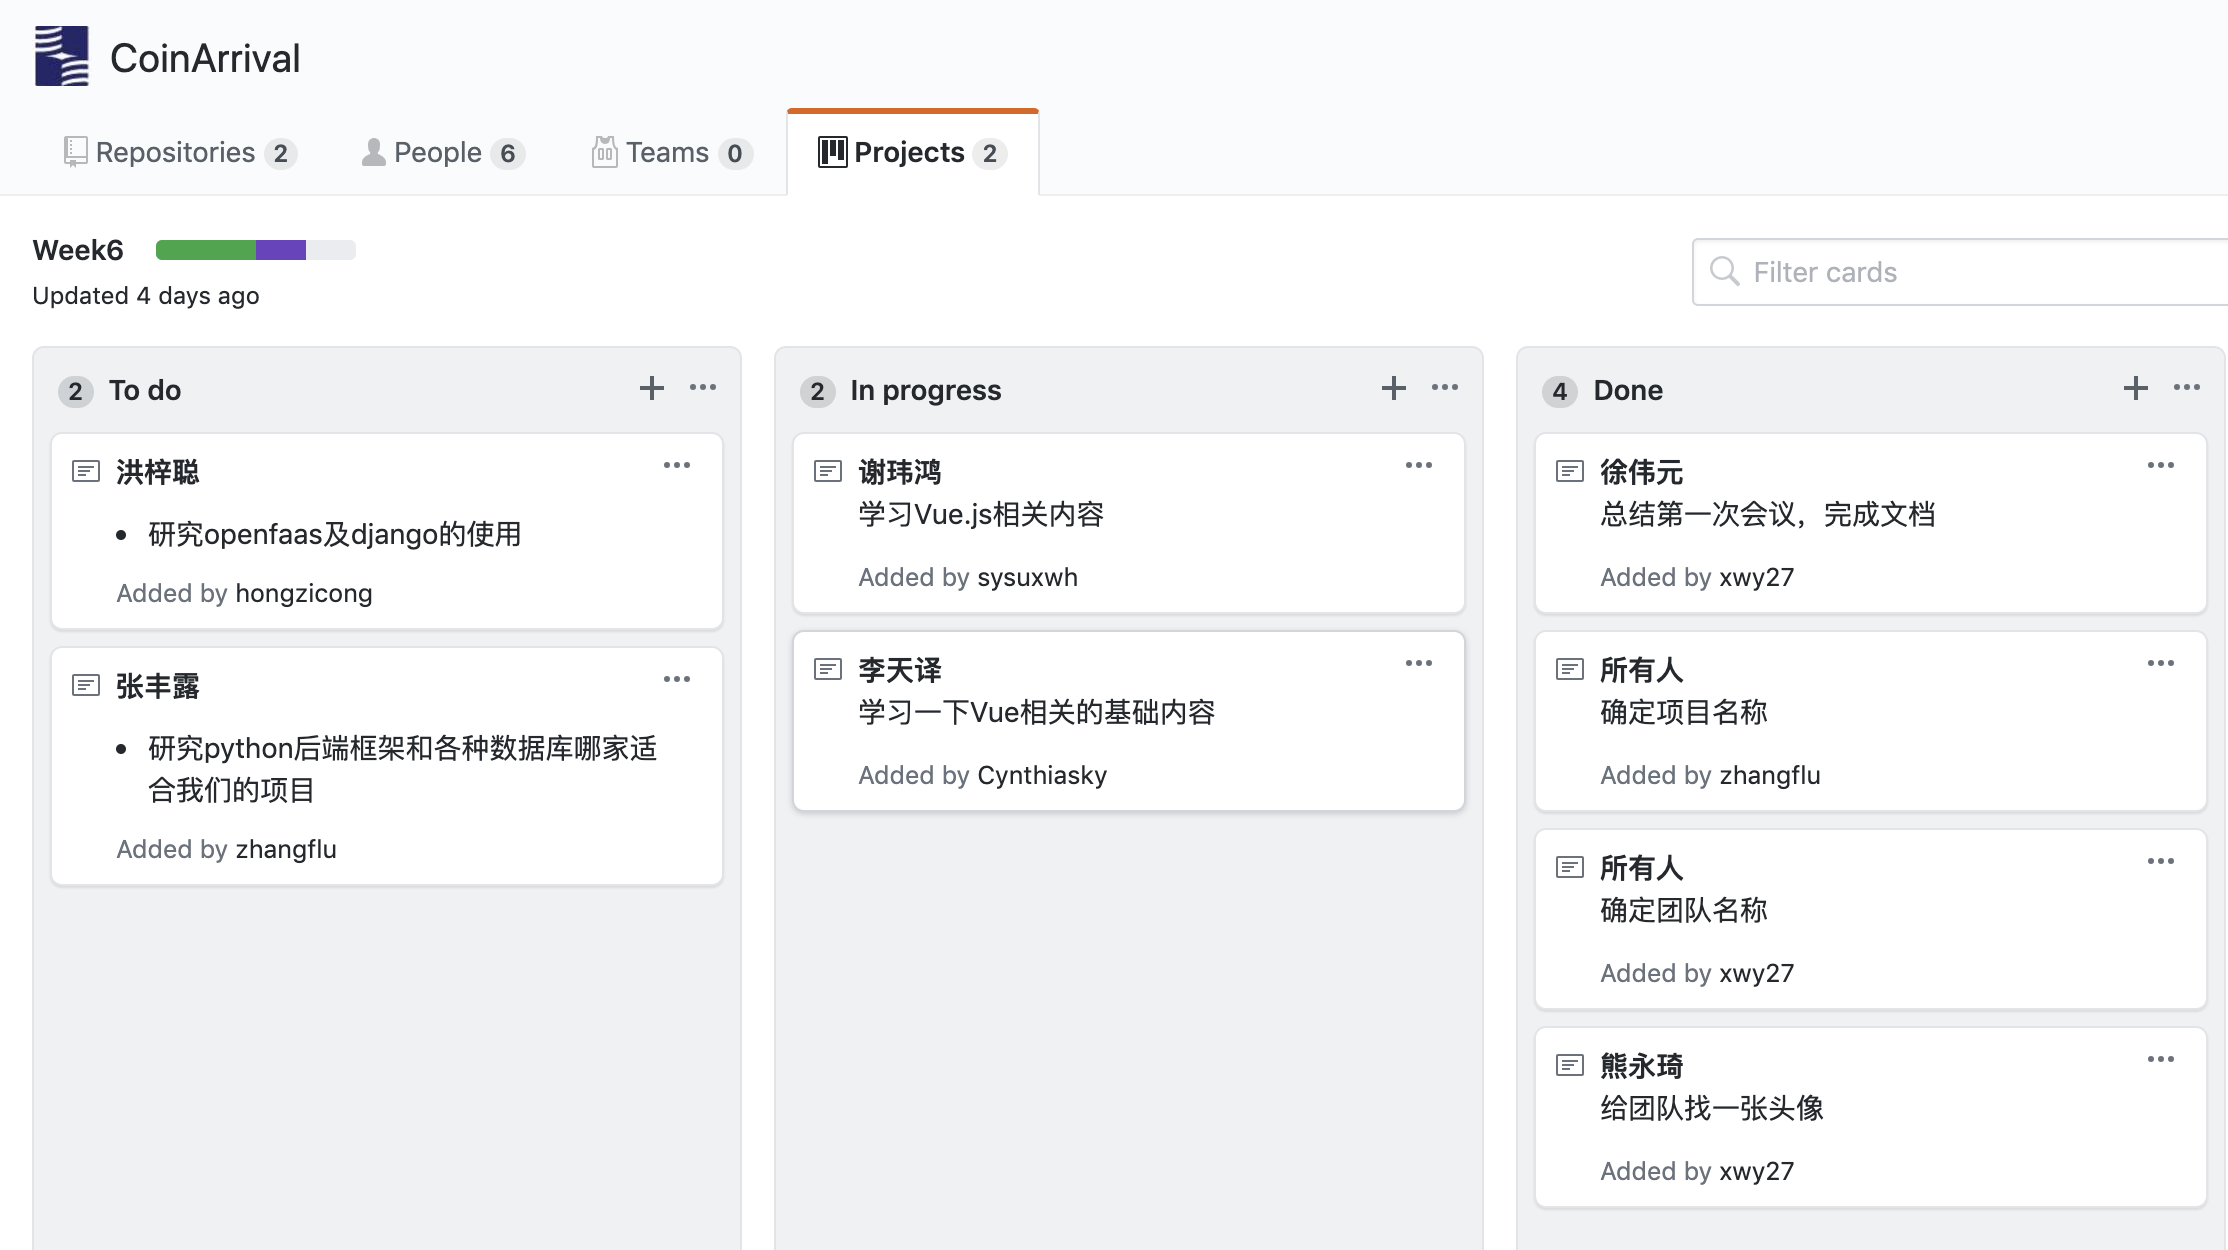 CoinArrival
Repositories 2
People 6
Teams 0
Projects 2
Week6
Updated 4 days ago
Filter cards
2 To do
洪梓聪
研究openfaas及django的使用
Added by hongzicong
张丰露
研究python后端框架和各种数据库哪家适
合我们的项目
Added by zhangflu
2 In progress
谢玮鸿
学习Vue.js相关内容
Added by sysuxwh
李天译
学习一下Vue相关的基础内容
Added by Cynthiasky
4 Done
徐伟元
总结第一次会议，完成文档
Added by xwy27
所有人
确定项目名称
Added by zhangflu
所有人
确定团队名称
Added by xwy27
熊永琦
给团队找一张头像
Added by xwy27